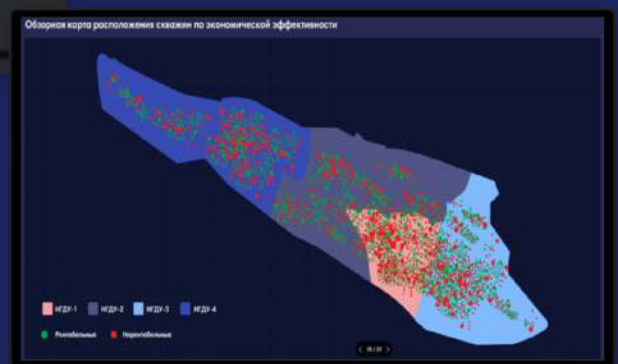 Обзорная карта расположения скважин по экономической эффективности
НГДУ-1 НГДУ-2 НГДУ-3 НГДУ-4
Рентабельные Нерентабельные